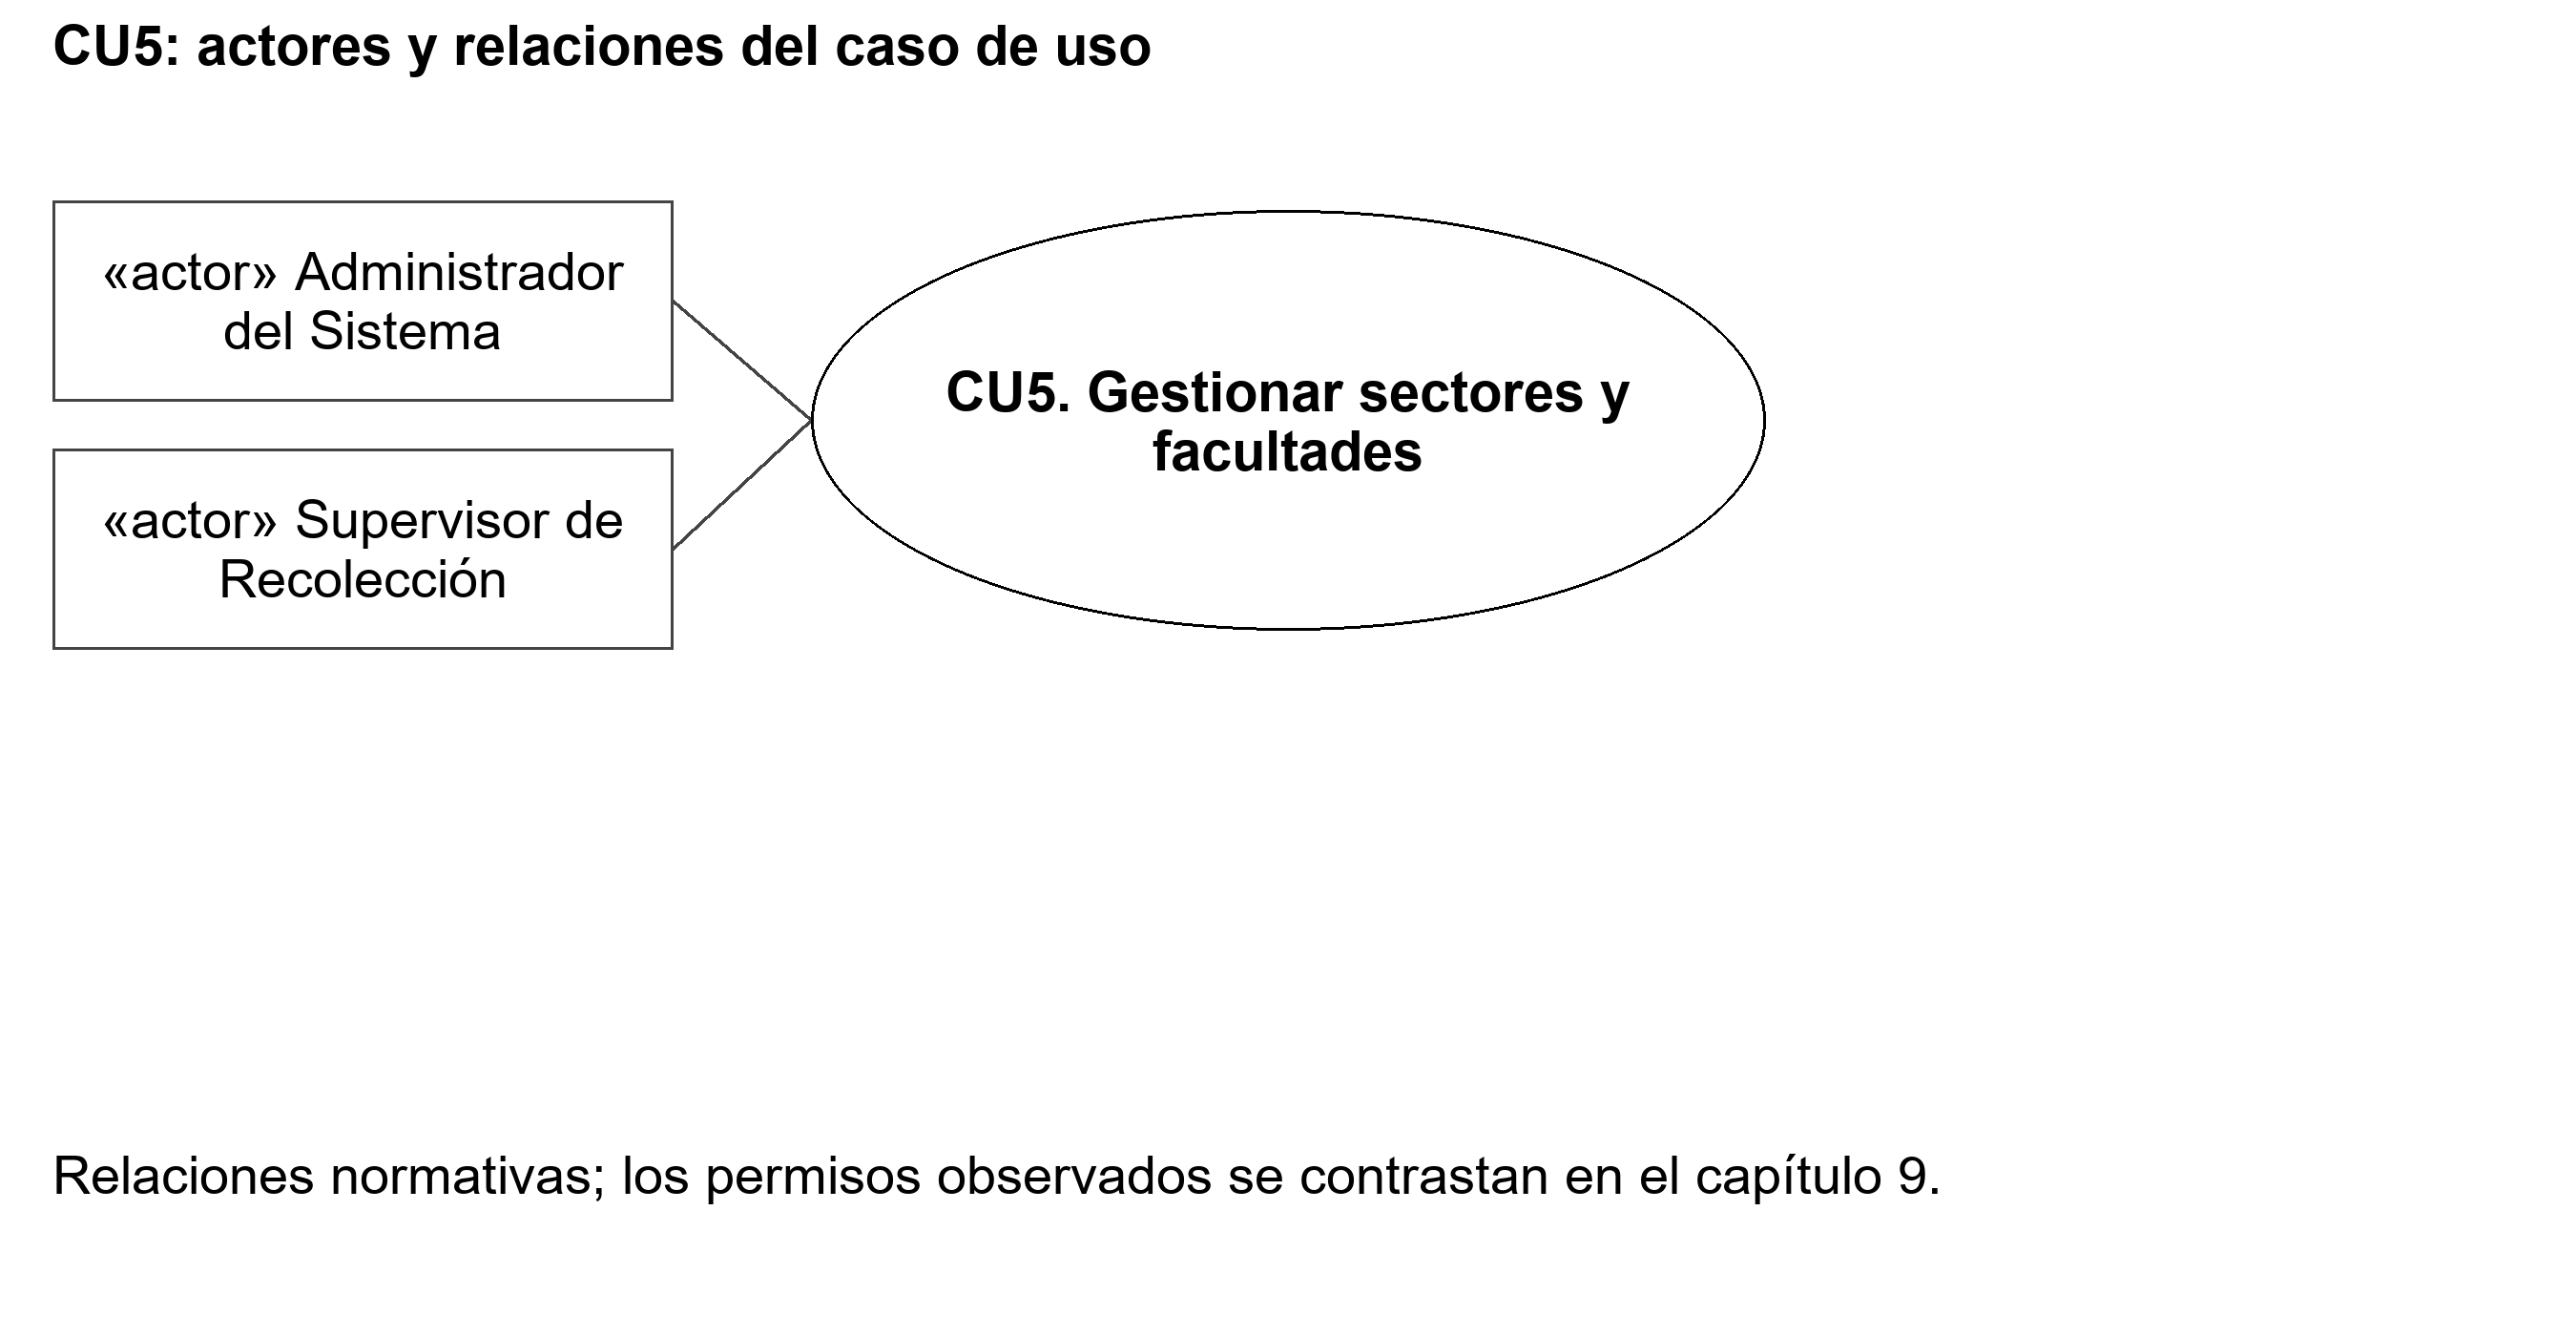 CU5: actores y relaciones del caso de uso
«actor» Administrador
del Sistema
CU5. Gestionar sectores y
facultades
«actor» Supervisor de
Recolección
Relaciones normativas; los permisos observados se contrastan en el capítulo 9.